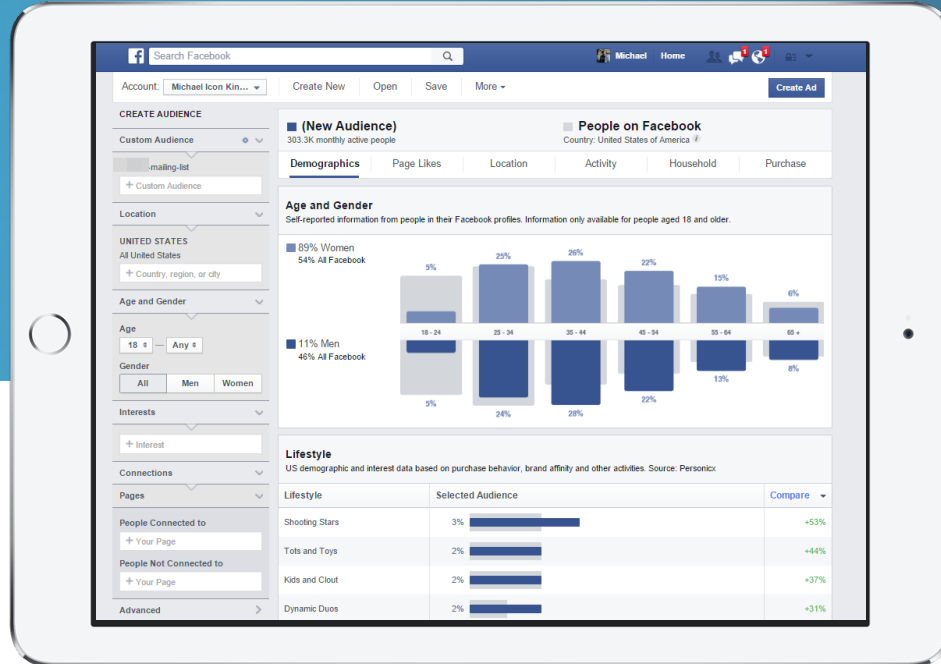 f
Search Facebook
Michael Home
1 1
Account: Michael Icon Kin...
Create New Open Save More
Create Ad
CREATE AUDIENCE
Custom Audience
-mailing-list
+ Custom Audience
Location
UNITED STATES
All United States
+ Country, region, or city
Age and Gender
Age
18 — Any
Gender
All Men Women
Interests
+ Interest
Connections
Pages
People Connected to
+ Your Page
People Not Connected to
+ Your Page
Advanced
(New Audience)
303.3K monthly active people
People on Facebook
Country: United States of America i
Demographics Page Likes Location Activity Household Purchase
Age and Gender
Self-reported information from people in their Facebook profiles. Information only available for people aged 18 and older.
89% Women
54% All Facebook
5% 25% 26% 22% 15% 6%
18 - 24 25 - 34 35 - 44 45 - 54 55 - 64 65 +
11% Men
46% All Facebook
5% 24% 28% 22% 13% 8%
Lifestyle
US demographic and interest data based on purchase behavior, brand affinity and other activities. Source: Personicx
Lifestyle Selected Audience Compare
Shooting Stars 3% +53%
Tots and Toys 2% +44%
Kids and Clout 2% +37%
Dynamic Duos 2% +31%